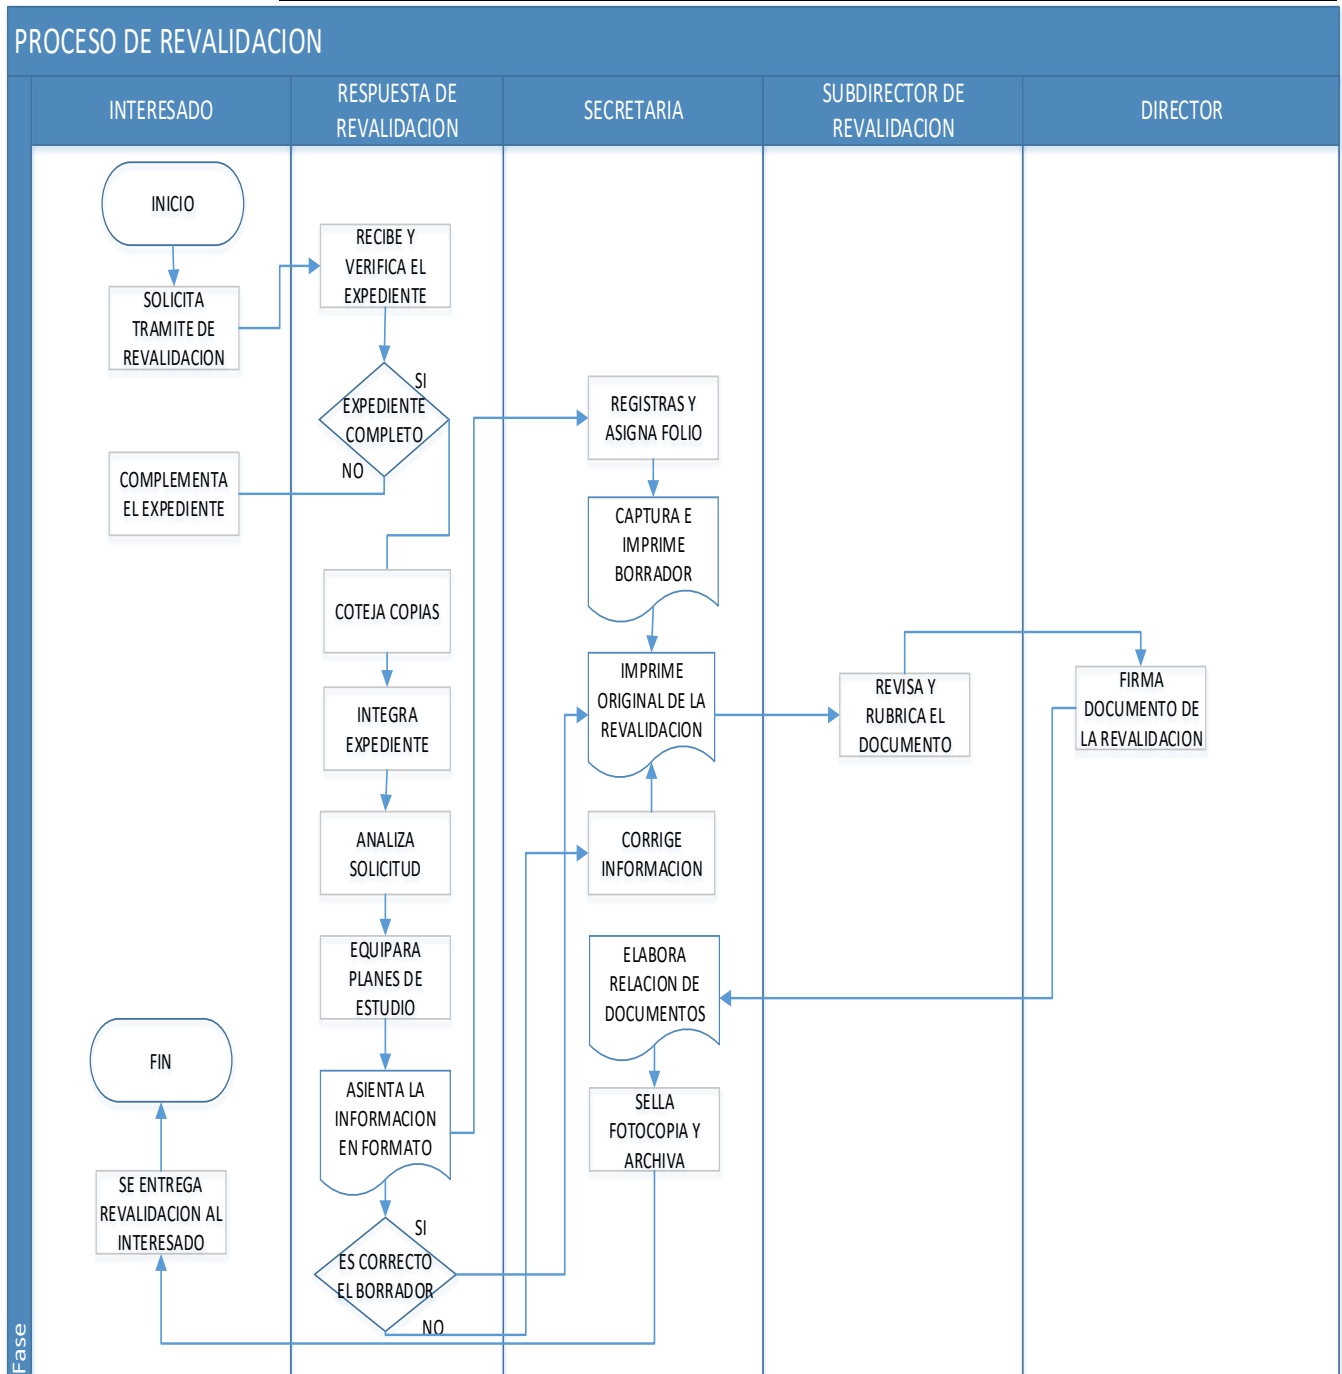 PROCESO DE REVALIDACION
INTERESADO
RESPUESTA DE
REVALIDACION
SECRETARIA
SUBDIRECTOR DE
REVALIDACION
DIRECTOR
INICIO
SOLICITA
TRAMITE DE
REVALIDACION
COMPLEMENTA
EL EXPEDIENTE
FIN
SE ENTREGA
REVALIDACION AL
INTERESADO
RECIBE Y
VERIFICA EL
EXPEDIENTE
SI
EXPEDIENTE
COMPLETO
NO
COTEJA COPIAS
INTEGRA
EXPEDIENTE
ANALIZA
SOLICITUD
EQUIPARA
PLANES DE
ESTUDIO
ASIENTA LA
INFORMACION
EN FORMATO
SI
ES CORRECTO
EL BORRADOR
NO
REGISTRAS Y
ASIGNA FOLIO
CAPTURA E
IMPRIME
BORRADOR
IMPRIME
ORIGINAL DE LA
REVALIDACION
CORRIGE
INFORMACION
ELABORA
RELACION DE
DOCUMENTOS
SELLA
FOTOCOPIA Y
ARCHIVA
REVISA Y
RUBRICA EL
DOCUMENTO
FIRMA
DOCUMENTO DE
LA REVALIDACION
Fase